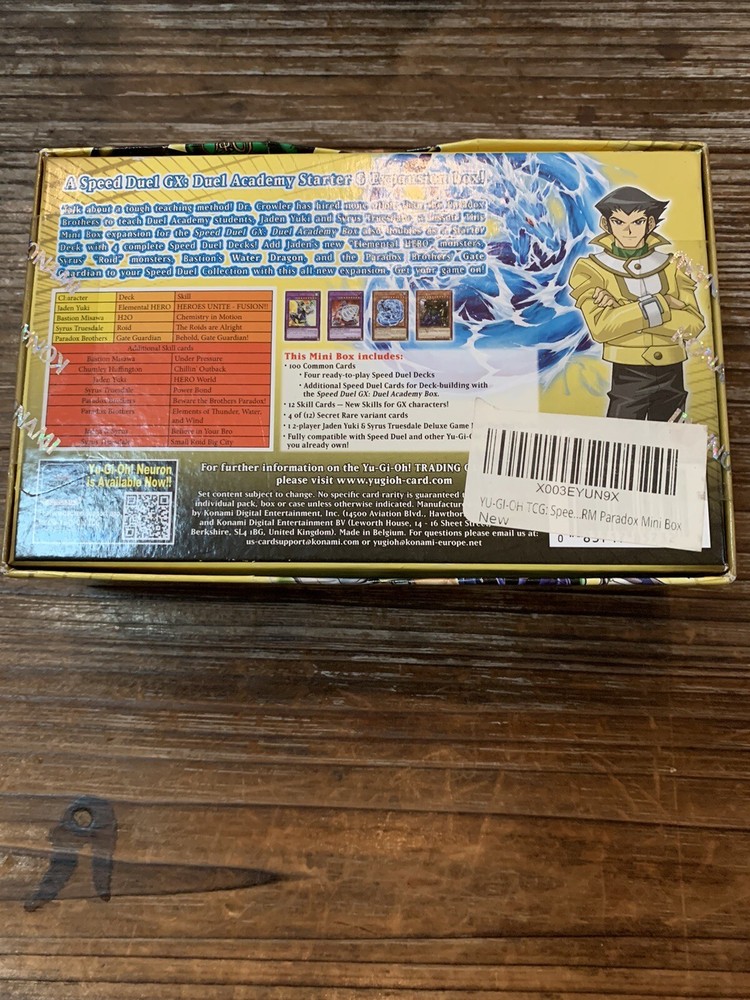 A Speed Duel GX: Duel Academy Starter & Expansion Box!
Talk about a tough teaching method! Dr. Crowler has hired the Paradox
Brothers to teach Duel Academy students, Jaden Yuki and Syrus Truesdale a lesson! This
Mini Box expansion for the Speed Duel GX: Duel Academy Box also doubles as a Starter
Deck with 4 complete Speed Duel Decks! Add Jaden's new "Elemental HERO" monsters,
Syrus' "Roid" monsters, Bastion's Water Dragon, and the Paradox Brothers' Gate
Guardian to your Speed Duel Collection with this all-new expansion. Get your game on!
Character Deck Skill
Jaden Yuki Elemental HERO HEROES UNITE - FUSION!!
Bastion Misawa H2O Chemistry in Motion
Syrus Truesdale Roid The Roids are Alright
Paradox Brothers Gate Guardian Behold, Gate Guardian!
Additional Skill cards
Bastion Misawa Under Pressure
Chumley Huffington Chillin' Outback
Jaden Yuki HERO World
Syrus Truesdale Power Bond
Paradox Brothers Beware the Brothers Paradox!
Paradox Brothers Elements of Thunder, Water,
and Wind
Jaden & Syrus Believe in Your Bro
Syrus Truesdale Small Roid Big City
This Mini Box includes:
• 100 Common Cards
• Four ready-to-play Speed Duel Decks
• Additional Speed Duel Cards for Deck-building with
the Speed Duel GX: Duel Academy Box.
• 12 Skill Cards — New Skills for GX characters!
• 4 of (12) Secret Rare variant cards
• 1 2-player Jaden Yuki & Syrus Truesdale Deluxe Game
• Fully compatible with Speed Duel and other Yu-Gi-O
you already own!
Yu-Gi-Oh! Neuron
is Available Now!!
For further information on the Yu-Gi-Oh! TRADING C
please visit www.yugioh-card.com
Set content subject to change. No specific card rarity is guaranteed
individual pack, box or case unless otherwise indicated. Manufactur
by Konami Digital Entertainment, Inc. (14500 Aviation Blvd., Hawthor
and Konami Digital Entertainment BV (Leworth House, 14 - 16 Sheet Street,
Berkshire, SL4 1BG, United Kingdom). Made in Belgium. For questions please email us at:
us-cardsupport@konami.com or yugioh@konami-europe.net
X003EYUN9X
YU-GI-OH TCG: Spee...RM Paradox Mini Box
New
KONAMI
NAMI